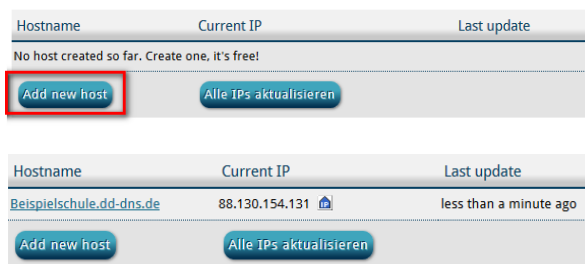 Hostname Current IP Last update
No host created so far. Create one, it's free!
Add new host Alle IPs aktualisieren
Hostname Current IP Last update
Beispielschule.dd-dns.de 88.130.154.131 IP less than a minute ago
Add new host Alle IPs aktualisieren